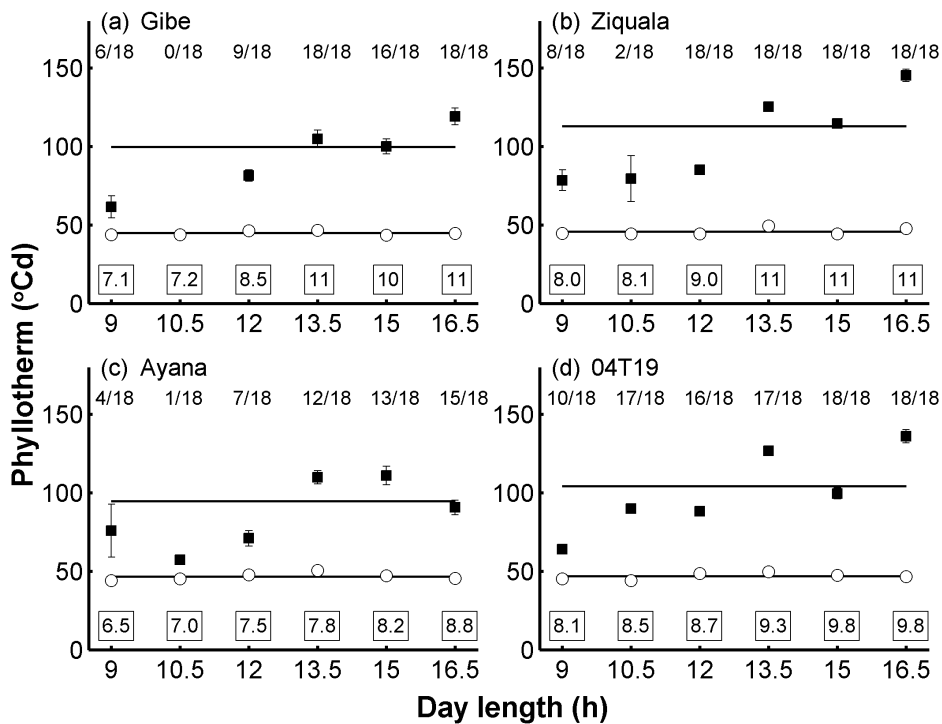 (a) Gibe
6/18 0/18 9/18 18/18 16/18 18/18
150
100
50
0
7.1 7.2 8.5 11 10 11
9 10.5 12 13.5 15 16.5
(b) Ziquala
8/18 2/18 18/18 18/18 18/18 18/18
150
100
50
0
8.0 8.1 9.0 11 11 11
9 10.5 12 13.5 15 16.5
(c) Ayana
4/18 1/18 7/18 12/18 13/18 15/18
150
100
50
0
6.5 7.0 7.5 7.8 8.2 8.8
9 10.5 12 13.5 15 16.5
(d) 04T19
10/18 17/18 16/18 17/18 18/18 18/18
150
100
50
0
8.1 8.5 8.7 9.3 9.8 9.8
9 10.5 12 13.5 15 16.5
Phyllotherm (°Cd)
Day length (h)